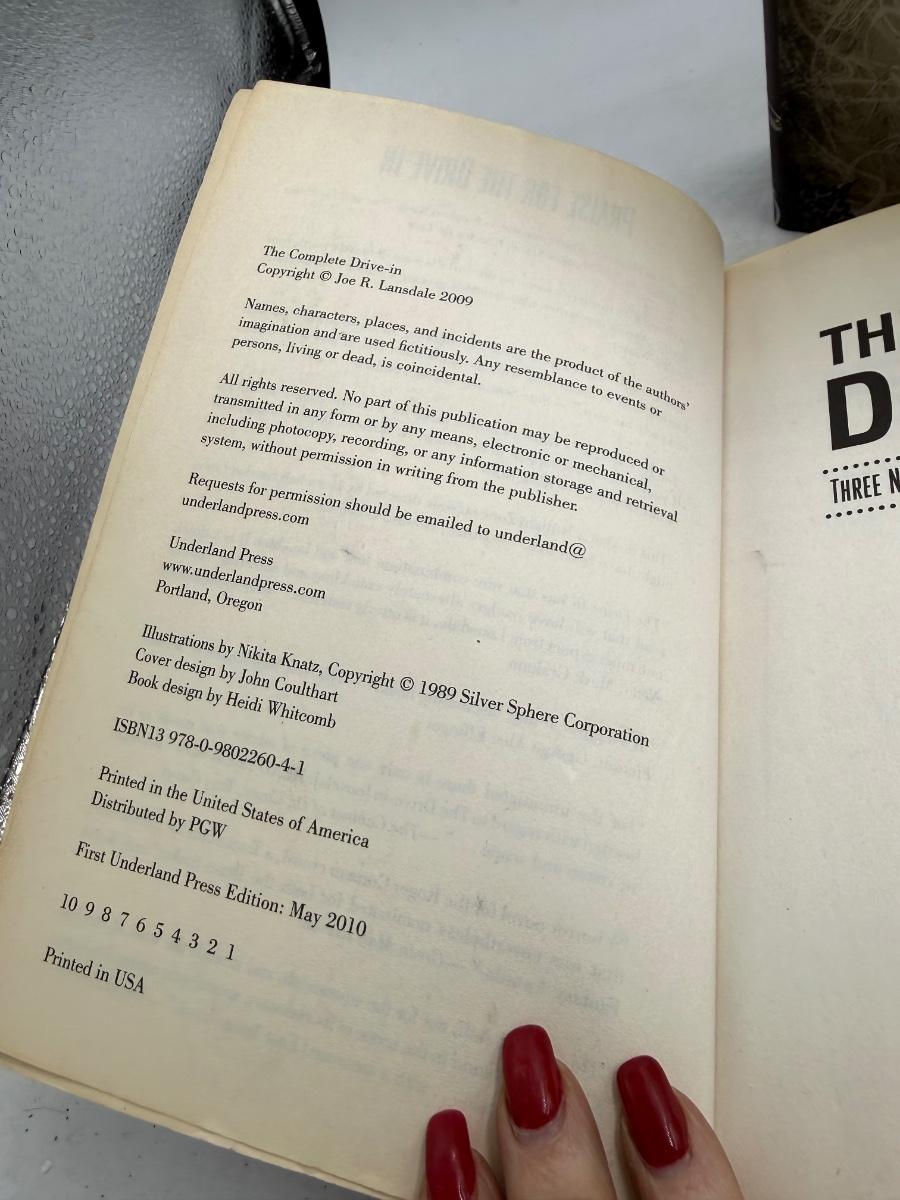 The Complete Drive-in
Copyright © Joe R. Lansdale 2009
Names, characters, places, and incidents are the product of the authors'
imagination and are used fictitiously. Any resemblance to events or
persons, living or dead, is coincidental.
All rights reserved. No part of this publication may be reproduced or
transmitted in any form or by any means, electronic or mechanical,
including photocopy, recording, or any information storage and retrieval
system, without permission in writing from the publisher.
Requests for permission should be emailed to underland@
underlandpress.com
Underland Press
www.underlandpress.com
Portland, Oregon
Illustrations by Nikita Knatz, Copyright © 1989 Silver Sphere Corporation
Cover design by John Coulthart
Book design by Heidi Whitcomb
ISBN13 978-0-9802260-4-1
Printed in the United States of America
Distributed by PGW
First Underland Press Edition: May 2010
10 9 8 7 6 5 4 3 2 1
Printed in USA
TH
D
THREE N